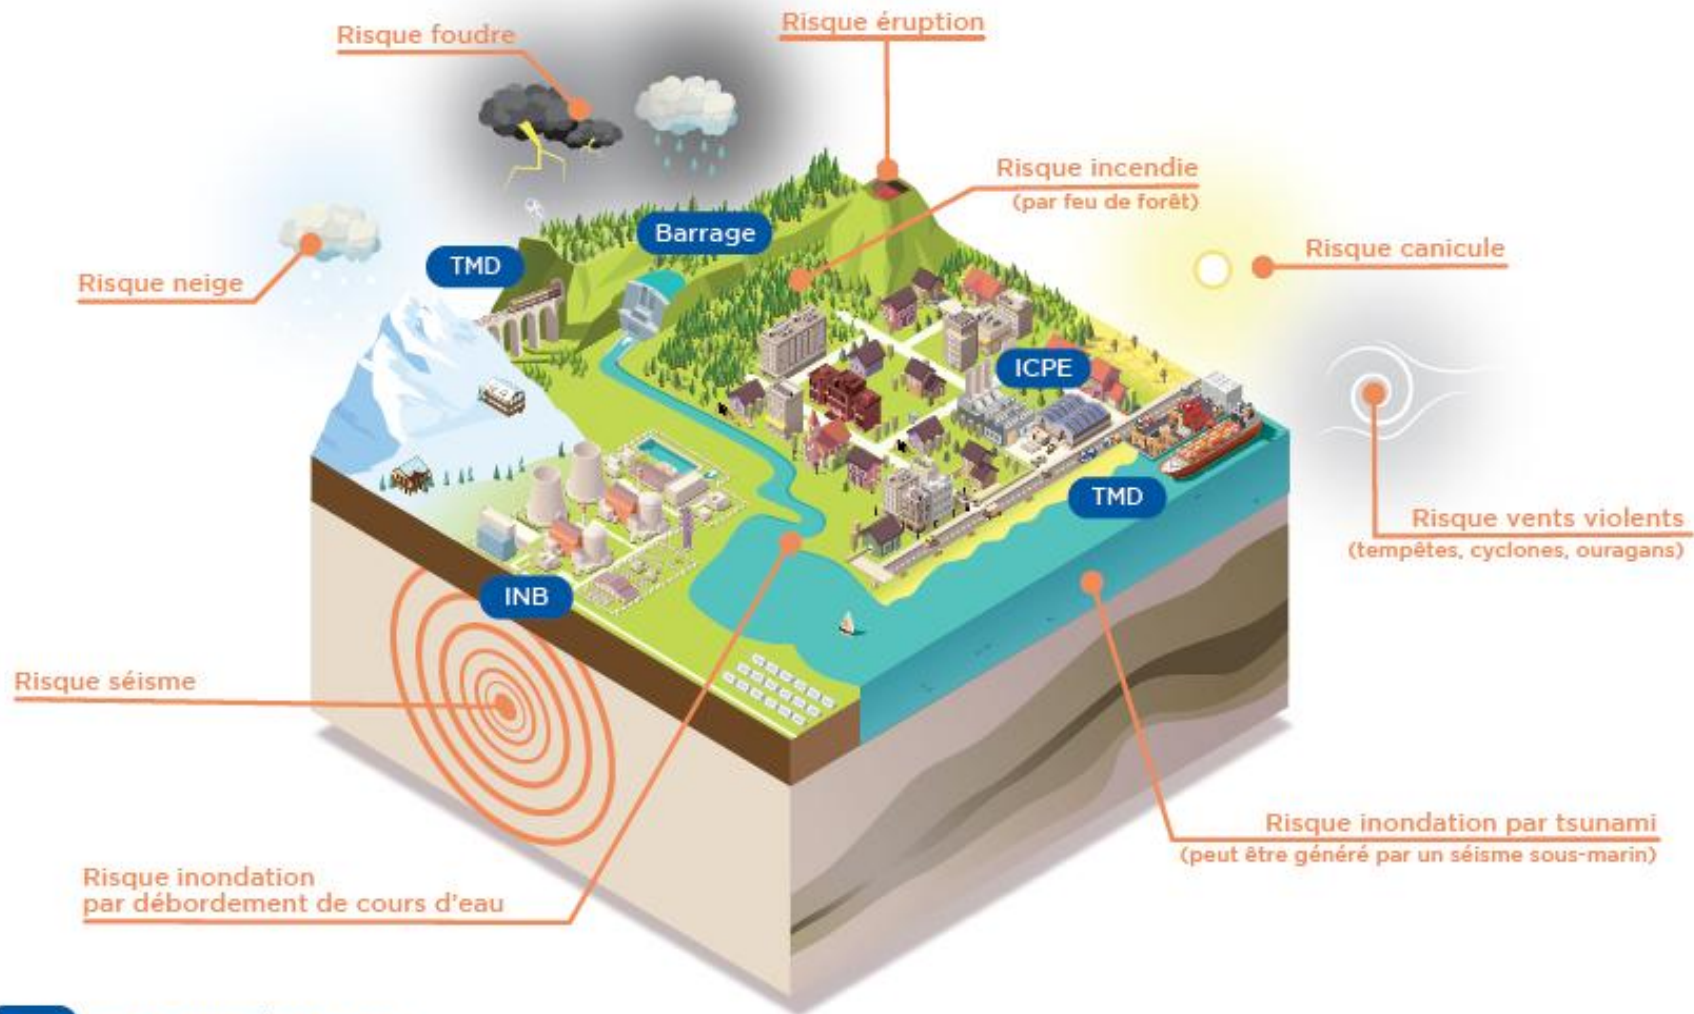 Risque foudre
Risque éruption
Risque incendie
(par feu de forêt)
Barrage
TMD
Risque canicule
Risque neige
ICPE
TMD
Risque vents violents
(tempêtes, cyclones, ouragans)
INB
Risque séisme
Risque inondation par tsunami
(peut être généré par un séisme sous-marin)
Risque inondation
par débordement de cours d'eau